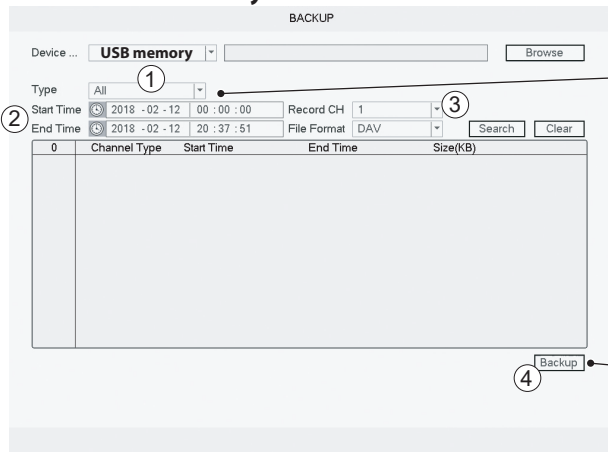 BACKUP
Device ... USB memory Browse
Type All 1
2 Start Time 2018 - 02 - 12 00 : 00 : 00 Record CH 1 3
End Time 2018 - 02 - 12 20 : 37 : 51 File Format DAV Search Clear
0 Channel Type Start Time End Time Size(KB)
Backup
4